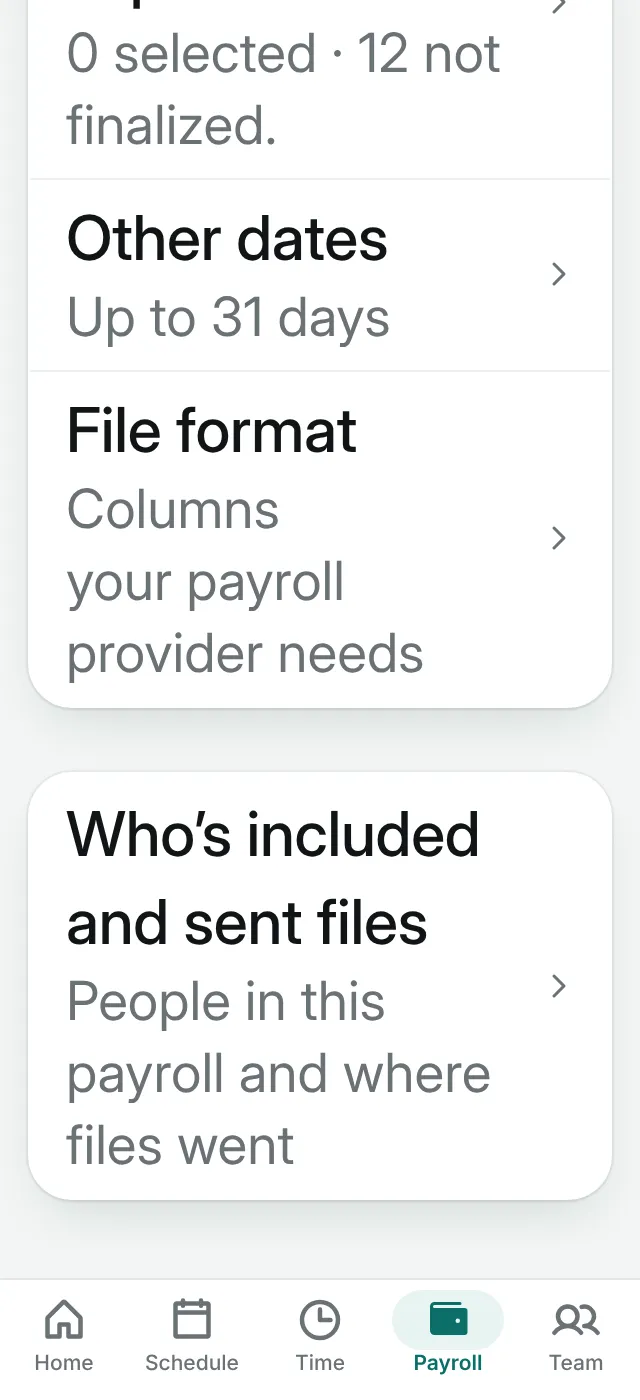 0 selected · 12 not
finalized.
Other dates
Up to 31 days
File format
Columns
your payroll
provider needs
Who’s included
and sent files
People in this
payroll and where
files went
Home
Schedule
Time
Payroll
Team